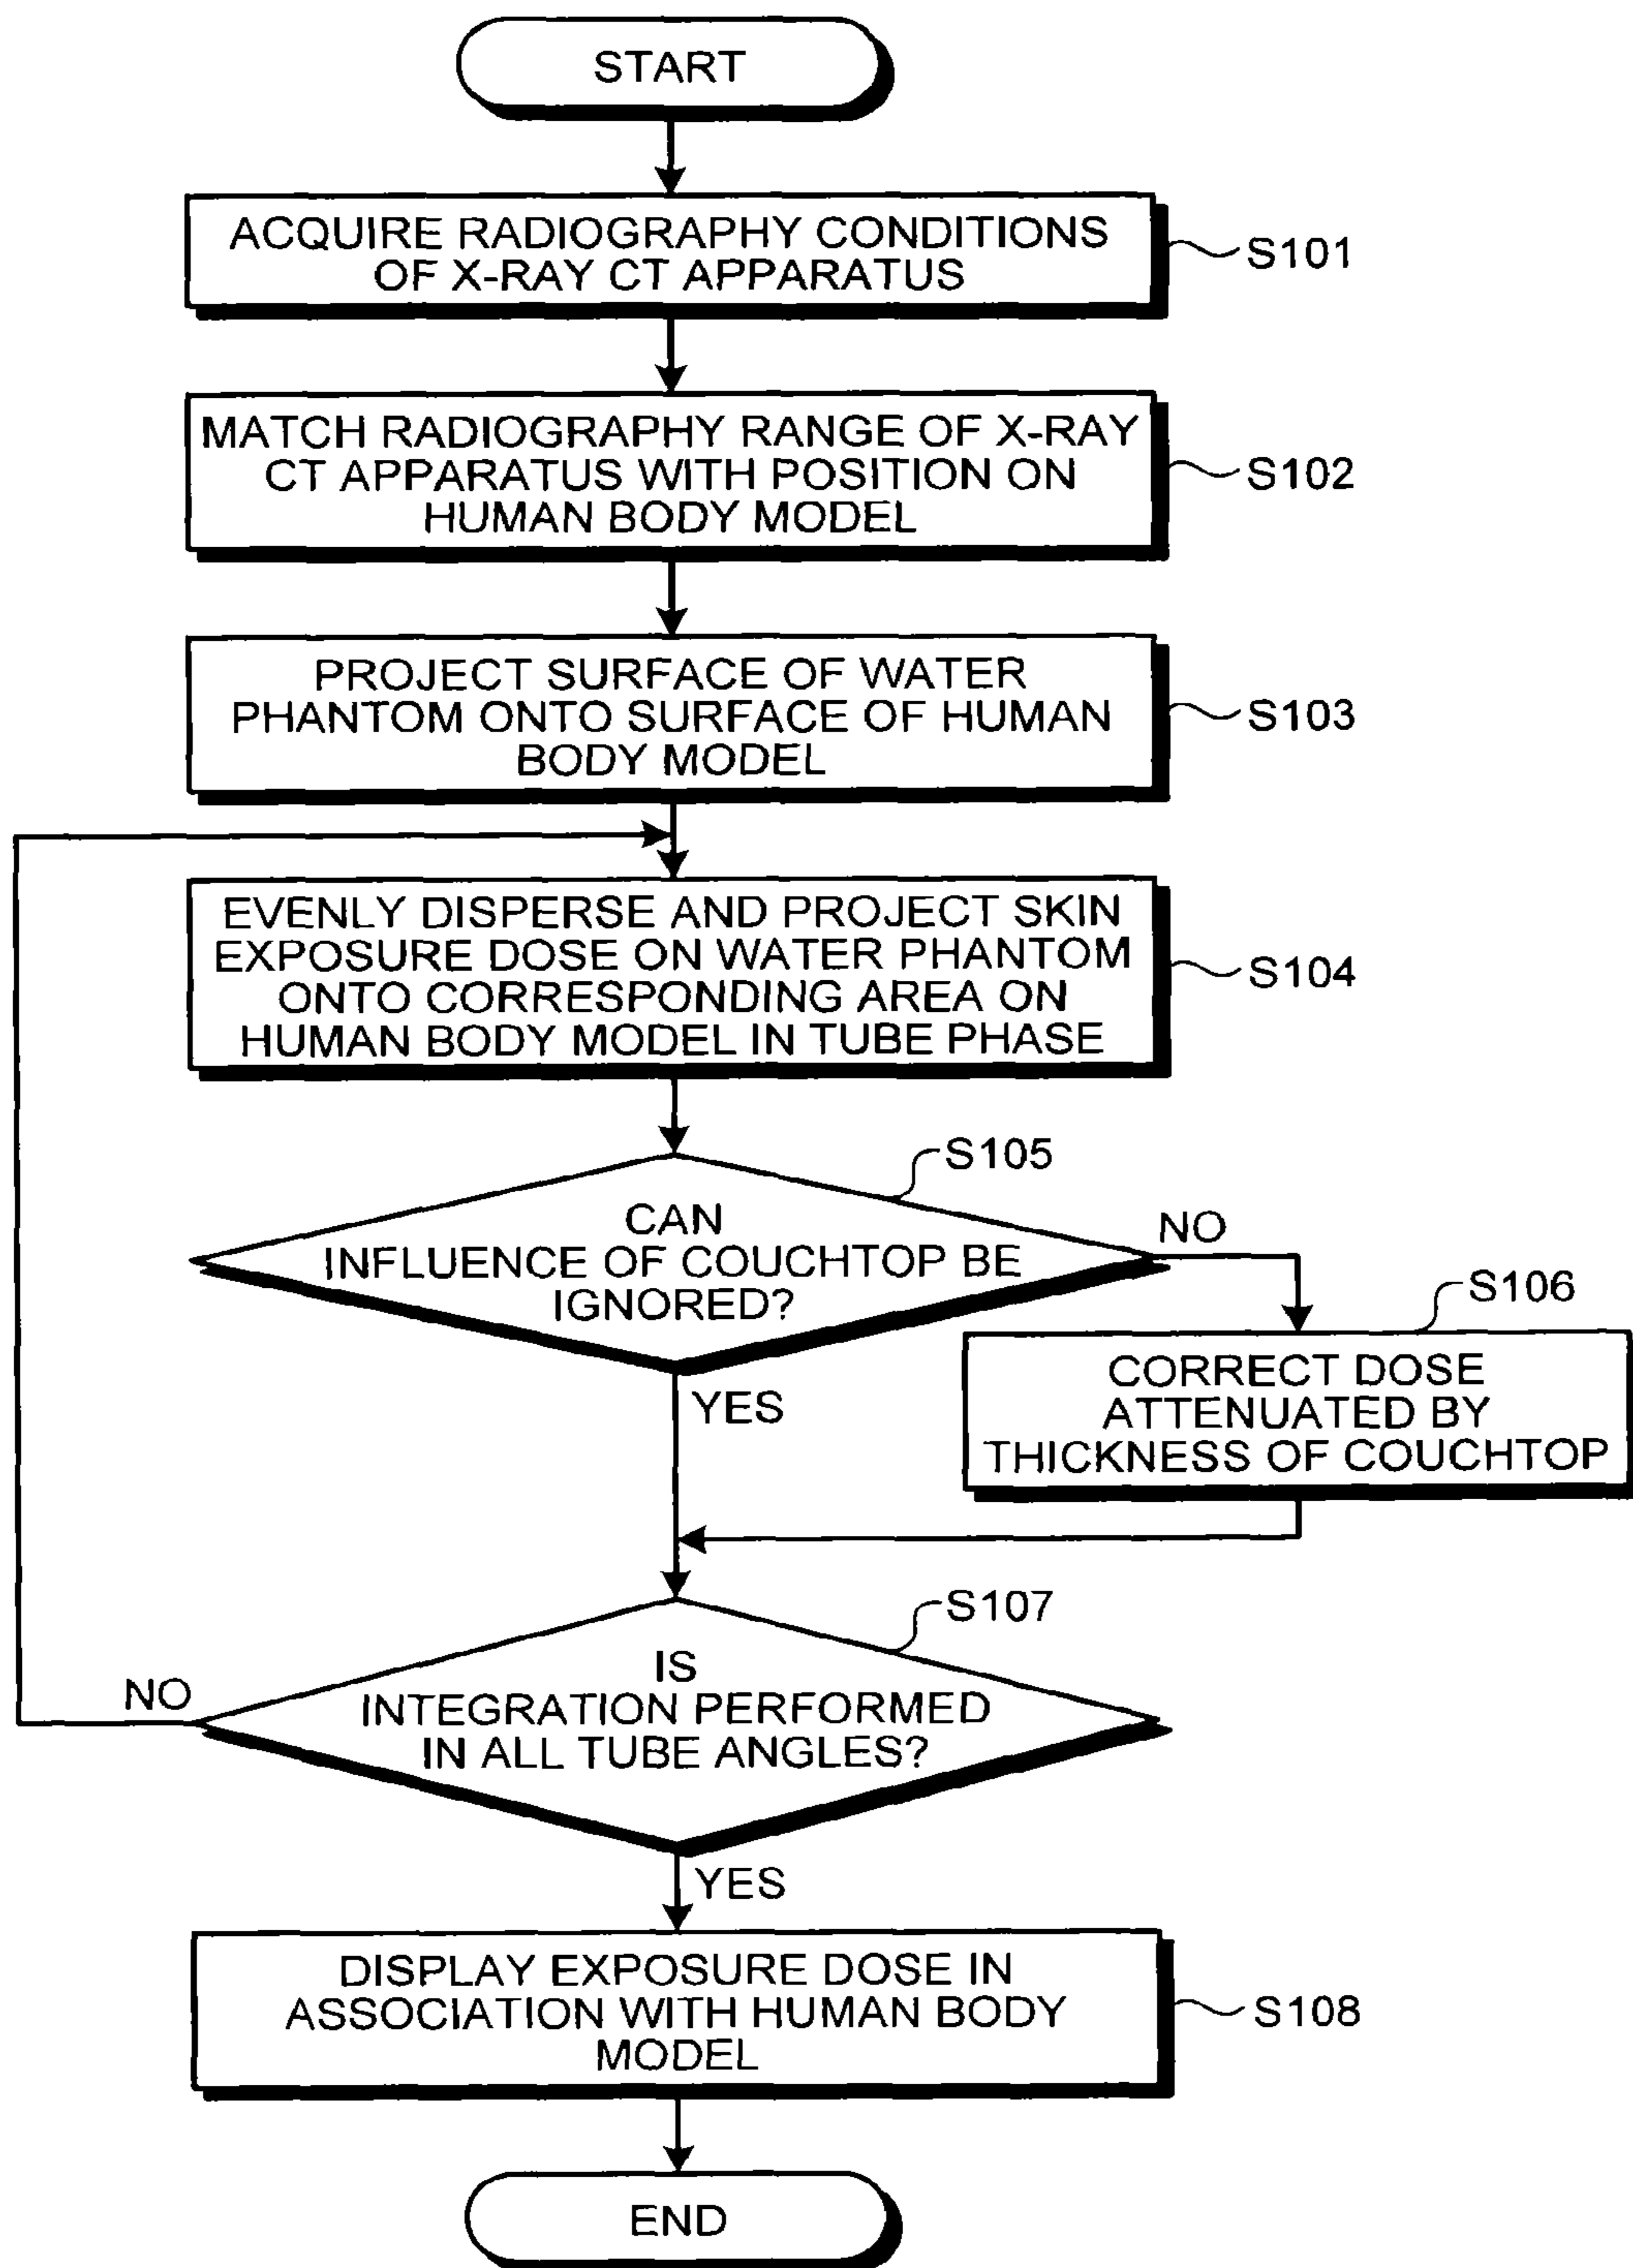 START
ACQUIRE RADIOGRAPHY CONDITIONS
OF X-RAY CT APPARATUS
S101
MATCH RADIOGRAPHY RANGE OF X-RAY
CT APPARATUS WITH POSITION ON
HUMAN BODY MODEL
S102
PROJECT SURFACE OF WATER
PHANTOM ONTO SURFACE OF HUMAN
BODY MODEL
S103
EVENLY DISPERSE AND PROJECT SKIN
EXPOSURE DOSE ON WATER PHANTOM
ONTO CORRESPONDING AREA ON
HUMAN BODY MODEL IN TUBE PHASE
S104
S105
CAN
INFLUENCE OF COUCHTOP BE
IGNORED?
NO
YES
S106
CORRECT DOSE
ATTENUATED BY
THICKNESS OF COUCHTOP
S107
IS
INTEGRATION PERFORMED
IN ALL TUBE ANGLES?
NO
YES
DISPLAY EXPOSURE DOSE IN
ASSOCIATION WITH HUMAN BODY
MODEL
S108
END